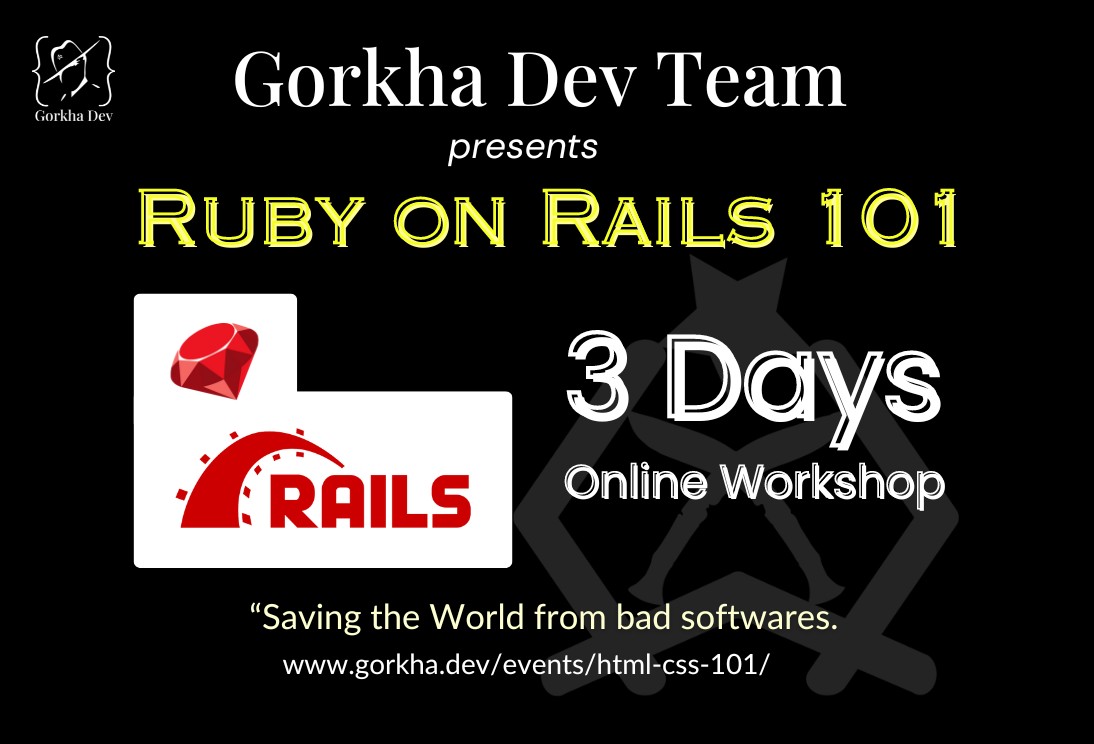 Gorkha Dev
Gorkha Dev Team
presents
RUBY ON RAILS 101
3 Days
Online Workshop
RAILS
“Saving the World from bad softwares.
www.gorkha.dev/events/html-css-101/